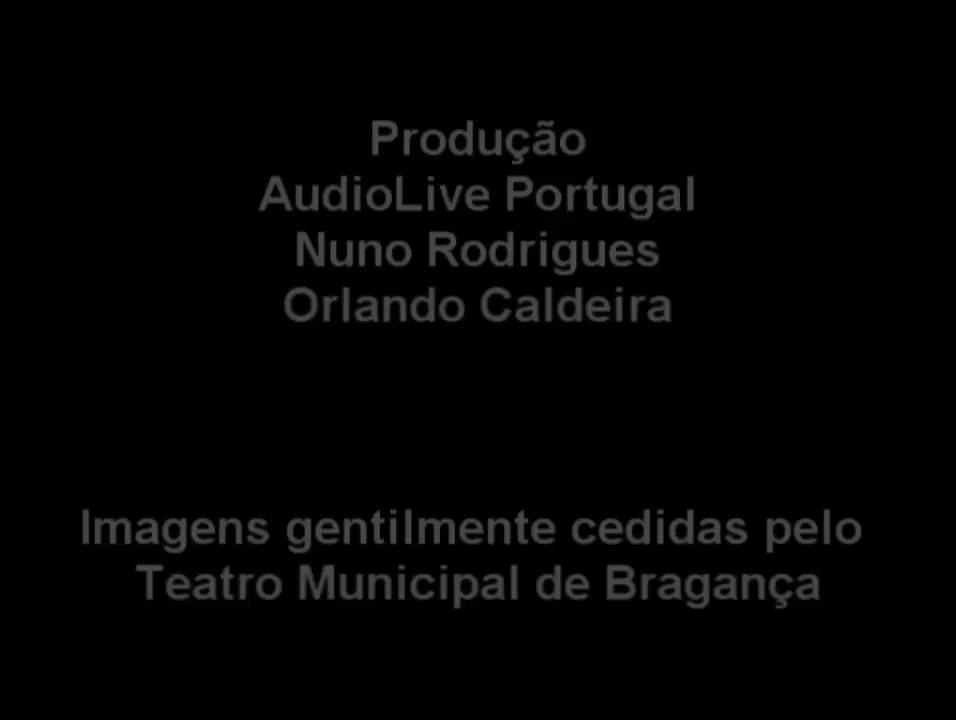 Produção
AudioLive Portugal
Nuno Rodrigues
Orlando Caldeira
Imagens gentilmente cedidas pelo
Teatro Municipal de Bragança